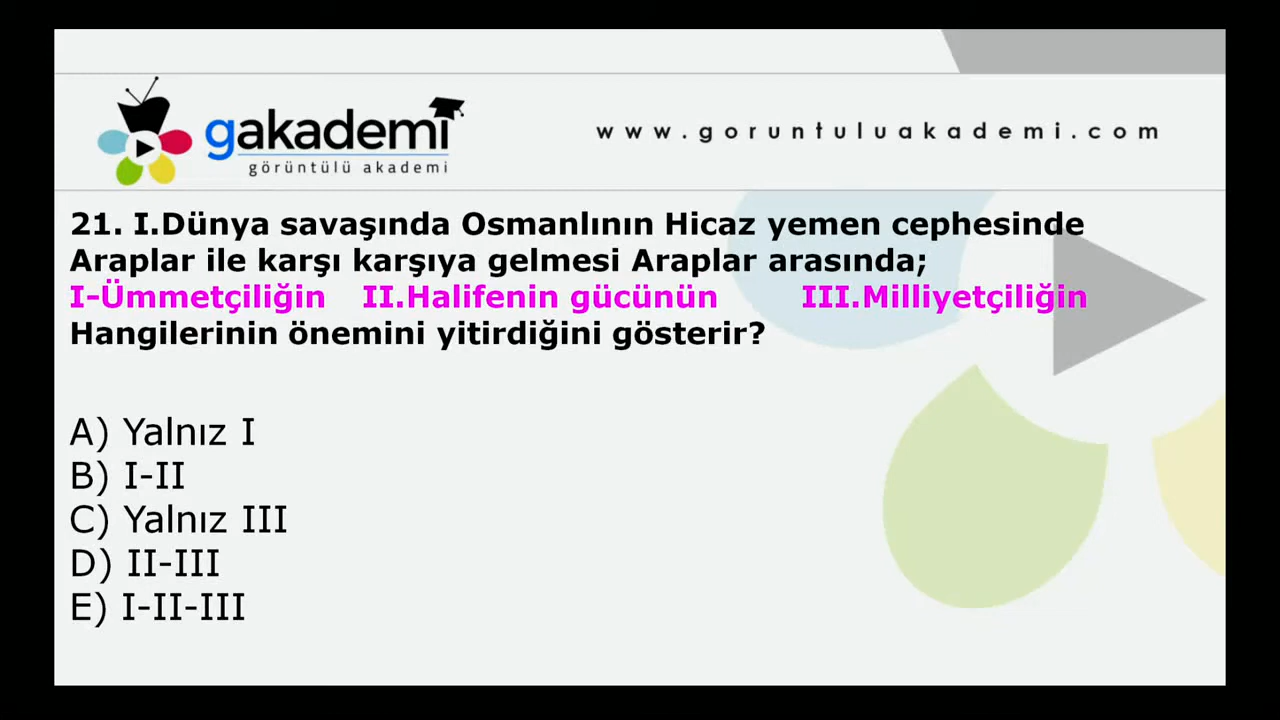 gakademi
görüntülü akademi
www.goruntuluakademi.com
21. I.Dünya savaşında Osmanlının Hicaz yemen cephesinde
Araplar ile karşı karşıya gelmesi Araplar arasında;
I-Ümmetçiliğin II.Halifenin gücünün III.Milliyetçiliğin
Hangilerinin önemini yitirdiğini gösterir?
A) Yalnız I
B) I-II
C) Yalnız III
D) II-III
E) I-II-III